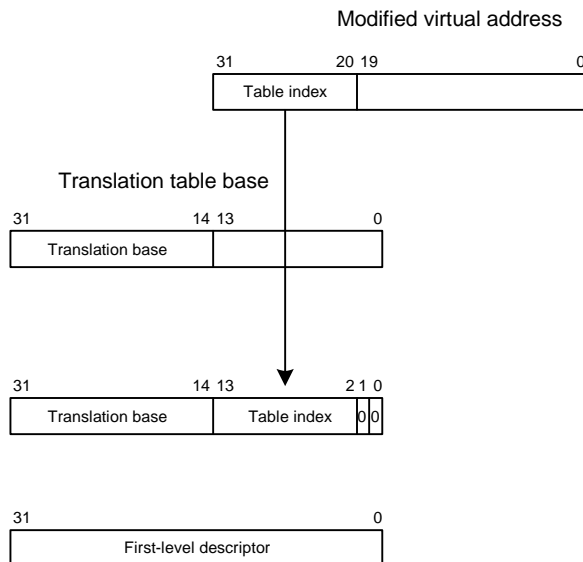 Modified virtual address
31 20 19 0
Table index
Translation table base
31 14 13 0
Translation base
31 14 13 2 1 0
Translation base Table index 0 0
31 0
First-level descriptor